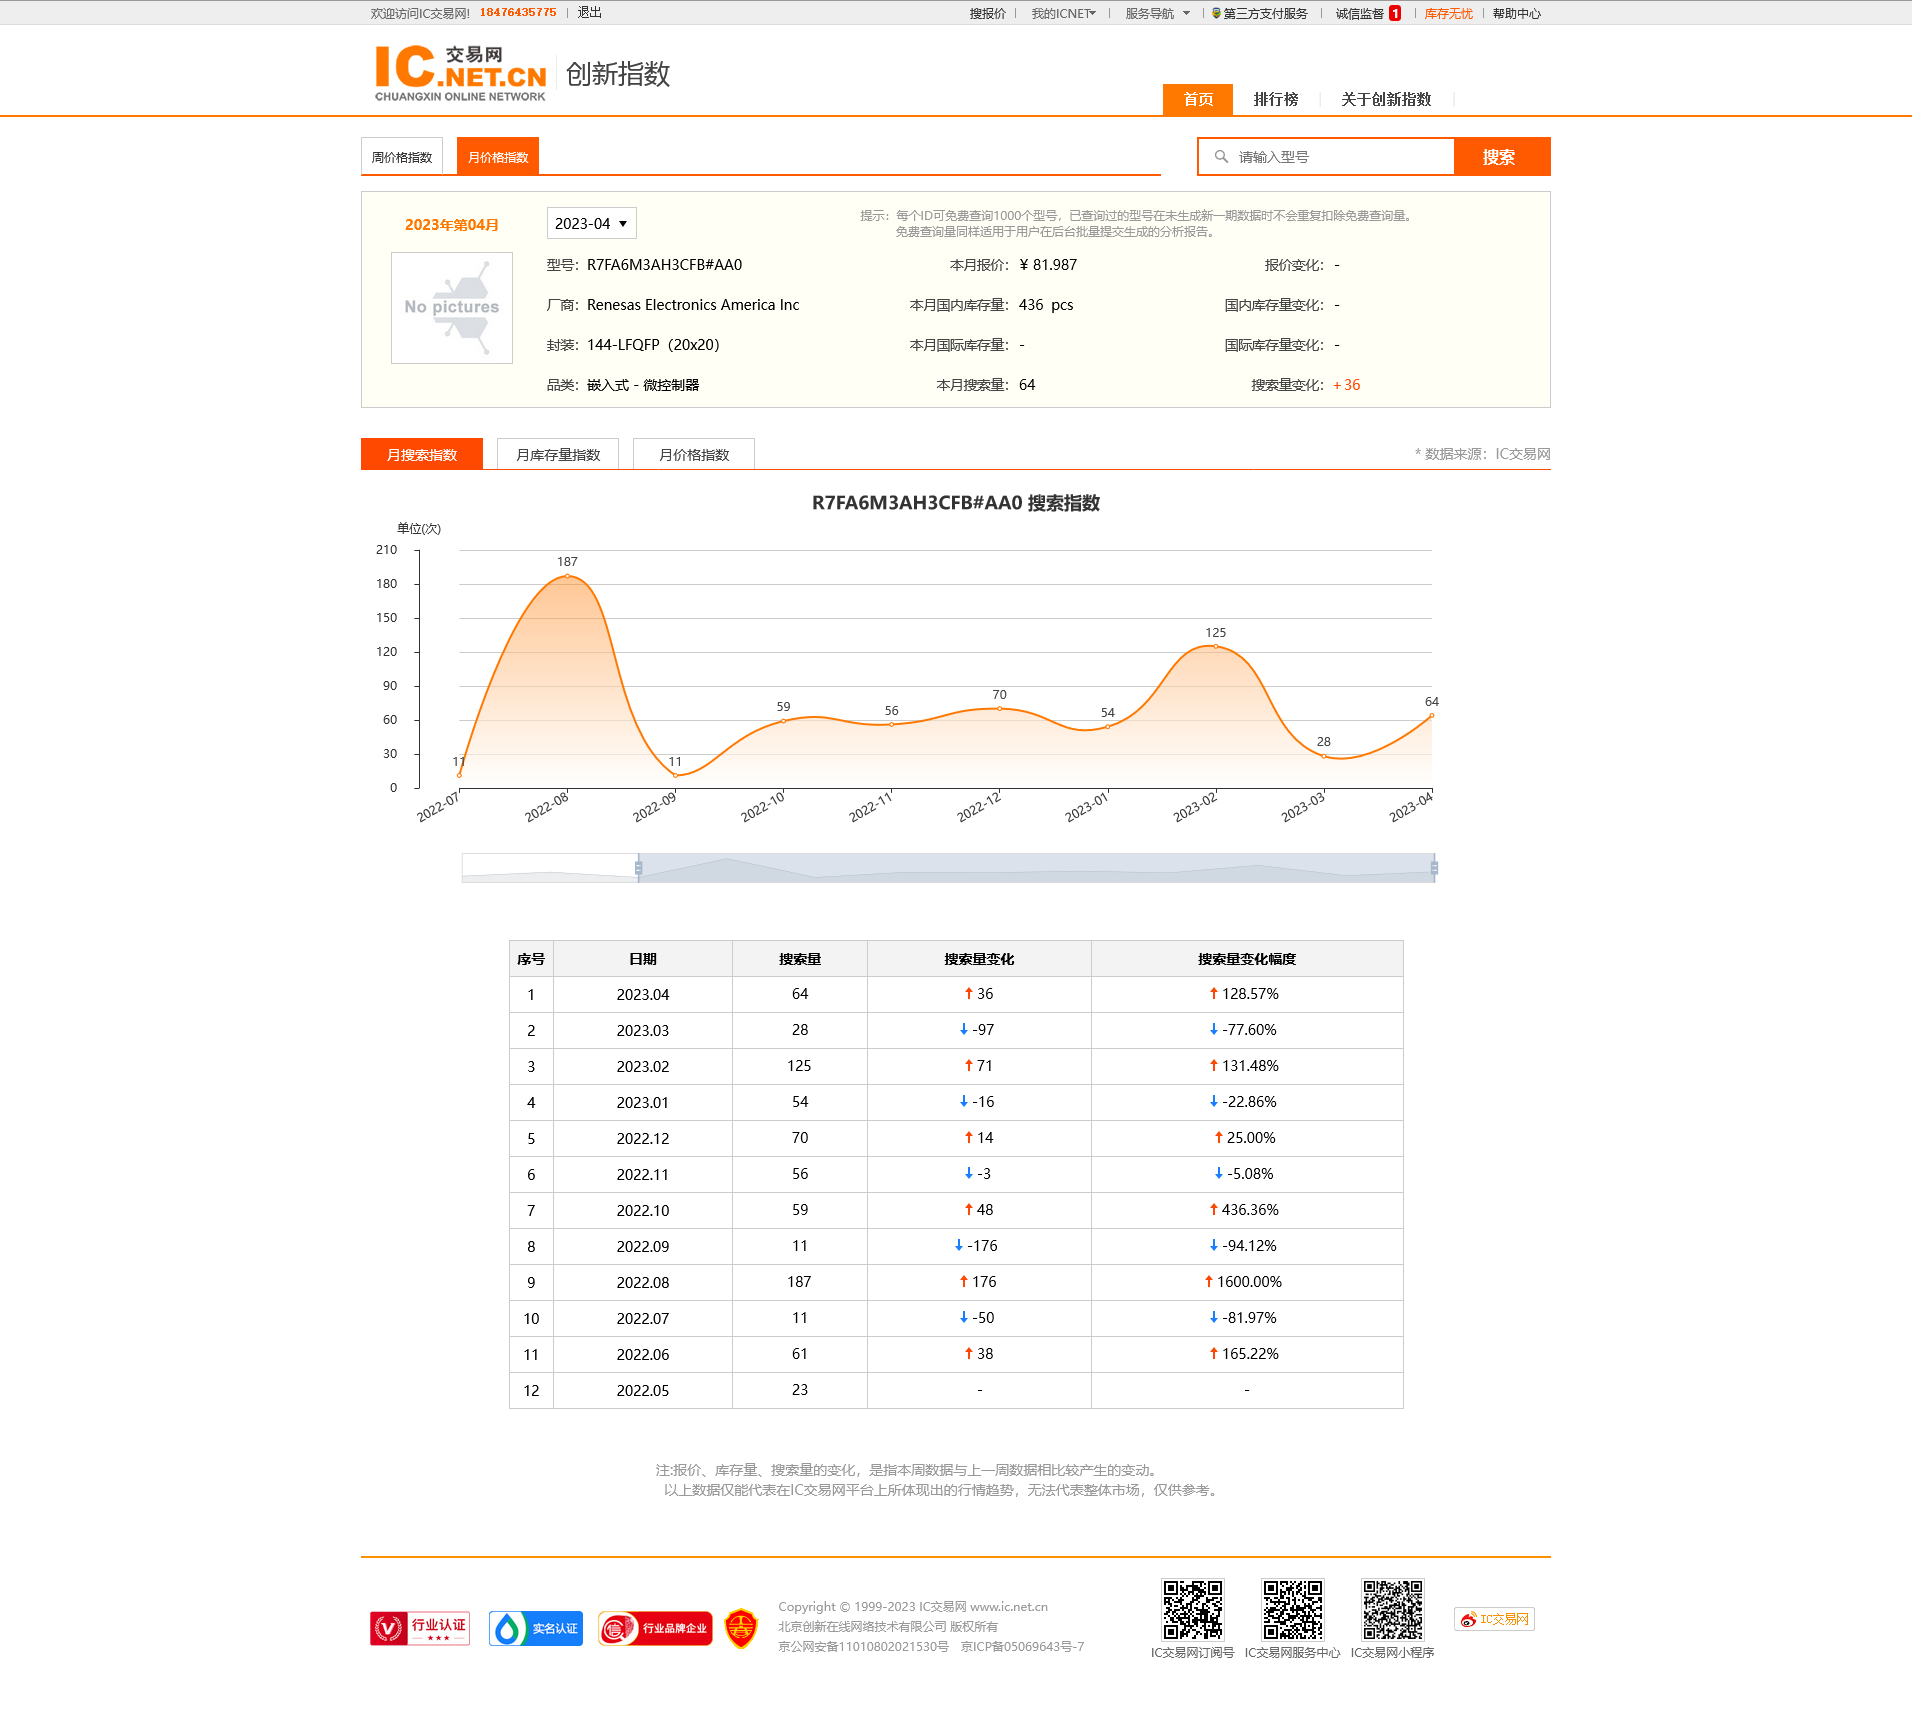 欢迎访问IC交易网! 18476435775 退出 搜报价 我的ICNET 服务导航 第三方支付服务 诚信监督 1 库存无忧 帮助中心
IC.NET.CN 交易网
CHUANGXIN ONLINE NETWORK
创新指数
首页 排行榜 关于创新指数
周价格指数 月价格指数 请输入型号 搜索
2023年第04月 2023-04
提示：每个ID可免费查询1000个型号，已查询过的型号在未生成新一期数据时不会重复扣除免费查询量。
免费查询量同样适用于用户在后台批量提交生成的分析报告。
No pictures
型号：R7FA6M3AH3CFB#AA0 本月报价：¥ 81.987 报价变化：-
厂商：Renesas Electronics America Inc 本月国内库存量：436 pcs 国内库存量变化：-
封装：144-LFQFP（20x20） 本月国际库存量：- 国际库存量变化：-
品类：嵌入式 - 微控制器 本月搜索量：64 搜索量变化：+36
月搜索指数 月库存量指数 月价格指数 * 数据来源：IC交易网
R7FA6M3AH3CFB#AA0 搜索指数
单位(次)
210
180
150
120
90
60
30
0
11 187 11 59 56 70 54 125 28 64
2022-07 2022-08 2022-09 2022-10 2022-11 2022-12 2023-01 2023-02 2023-03 2023-04
序号 日期 搜索量 搜索量变化 搜索量变化幅度
1 2023.04 64 ↑ 36 ↑ 128.57%
2 2023.03 28 ↓ -97 ↓ -77.60%
3 2023.02 125 ↑ 71 ↑ 131.48%
4 2023.01 54 ↓ -16 ↓ -22.86%
5 2022.12 70 ↑ 14 ↑ 25.00%
6 2022.11 56 ↓ -3 ↓ -5.08%
7 2022.10 59 ↑ 48 ↑ 436.36%
8 2022.09 11 ↓ -176 ↓ -94.12%
9 2022.08 187 ↑ 176 ↑ 1600.00%
10 2022.07 11 ↓ -50 ↓ -81.97%
11 2022.06 61 ↑ 38 ↑ 165.22%
12 2022.05 23 - -
注:报价、库存量、搜索量的变化，是指本周数据与上一周数据相比较产生的变动。
以上数据仅能代表在IC交易网平台上所体现出的行情趋势，无法代表整体市场，仅供参考。
行业认证 实名认证 行业品牌企业
Copyright © 1999-2023 IC交易网 www.ic.net.cn
北京创新在线网络技术有限公司 版权所有
京公网安备11010802021530号 京ICP备05069643号-7
IC交易网订阅号 IC交易网服务中心 IC交易网小程序
IC交易网